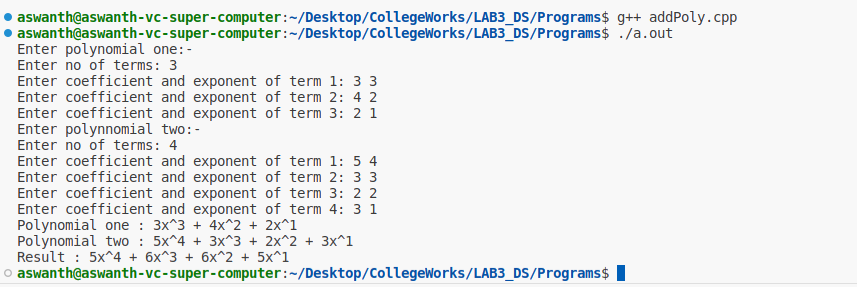 aswanth@aswanth-vc-super-computer:~/Desktop/CollegeWorks/LAB3_DS/Programs$ g++ addPoly.cpp
aswanth@aswanth-vc-super-computer:~/Desktop/CollegeWorks/LAB3_DS/Programs$ ./a.out
Enter polynomial one:-
Enter no of terms: 3
Enter coefficient and exponent of term 1: 3 3
Enter coefficient and exponent of term 2: 4 2
Enter coefficient and exponent of term 3: 2 1
Enter polynnomial two:-
Enter no of terms: 4
Enter coefficient and exponent of term 1: 5 4
Enter coefficient and exponent of term 2: 3 3
Enter coefficient and exponent of term 3: 2 2
Enter coefficient and exponent of term 4: 3 1
Polynomial one : 3x^3 + 4x^2 + 2x^1
Polynomial two : 5x^4 + 3x^3 + 2x^2 + 3x^1
Result : 5x^4 + 6x^3 + 6x^2 + 5x^1
aswanth@aswanth-vc-super-computer:~/Desktop/CollegeWorks/LAB3_DS/Programs$